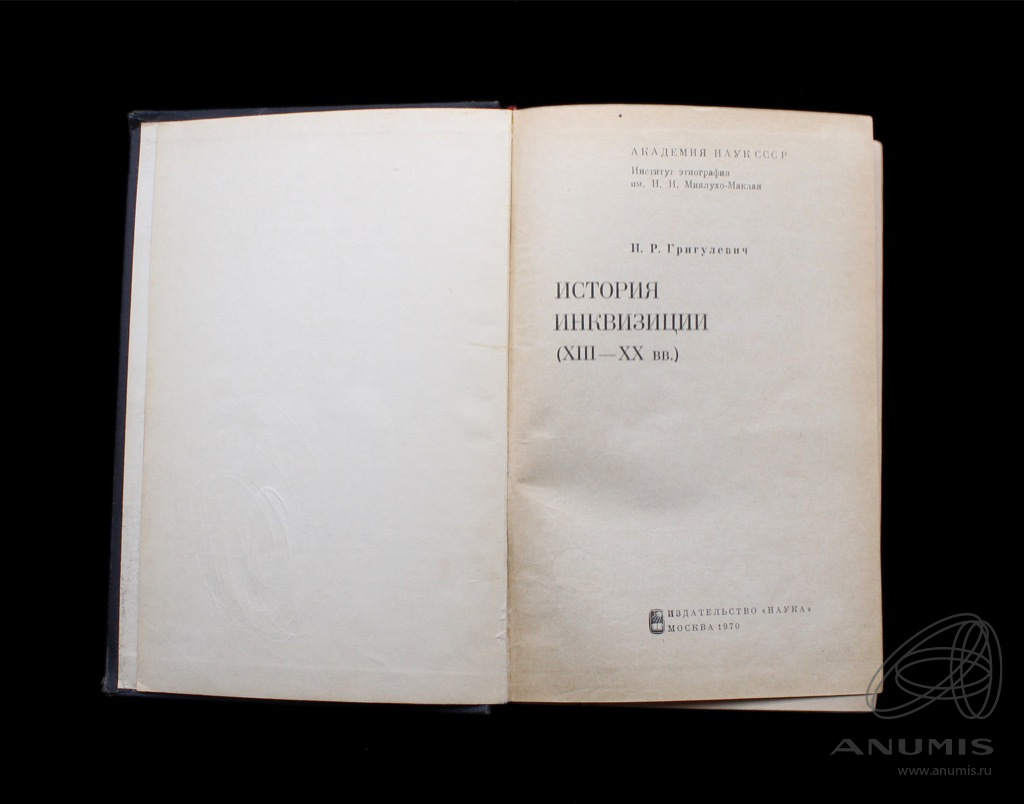 АКАДЕМИЯ НАУК СССР
Институт этнографии
им. Н. Н. Миклухо-Маклая
И. Р. Григулевич
ИСТОРИЯ
ИНКВИЗИЦИИ
(XIII—XX вв.)
ИЗДАТЕЛЬСТВО «НАУКА»
МОСКВА 1970
ANUMIS
www.anumis.ru